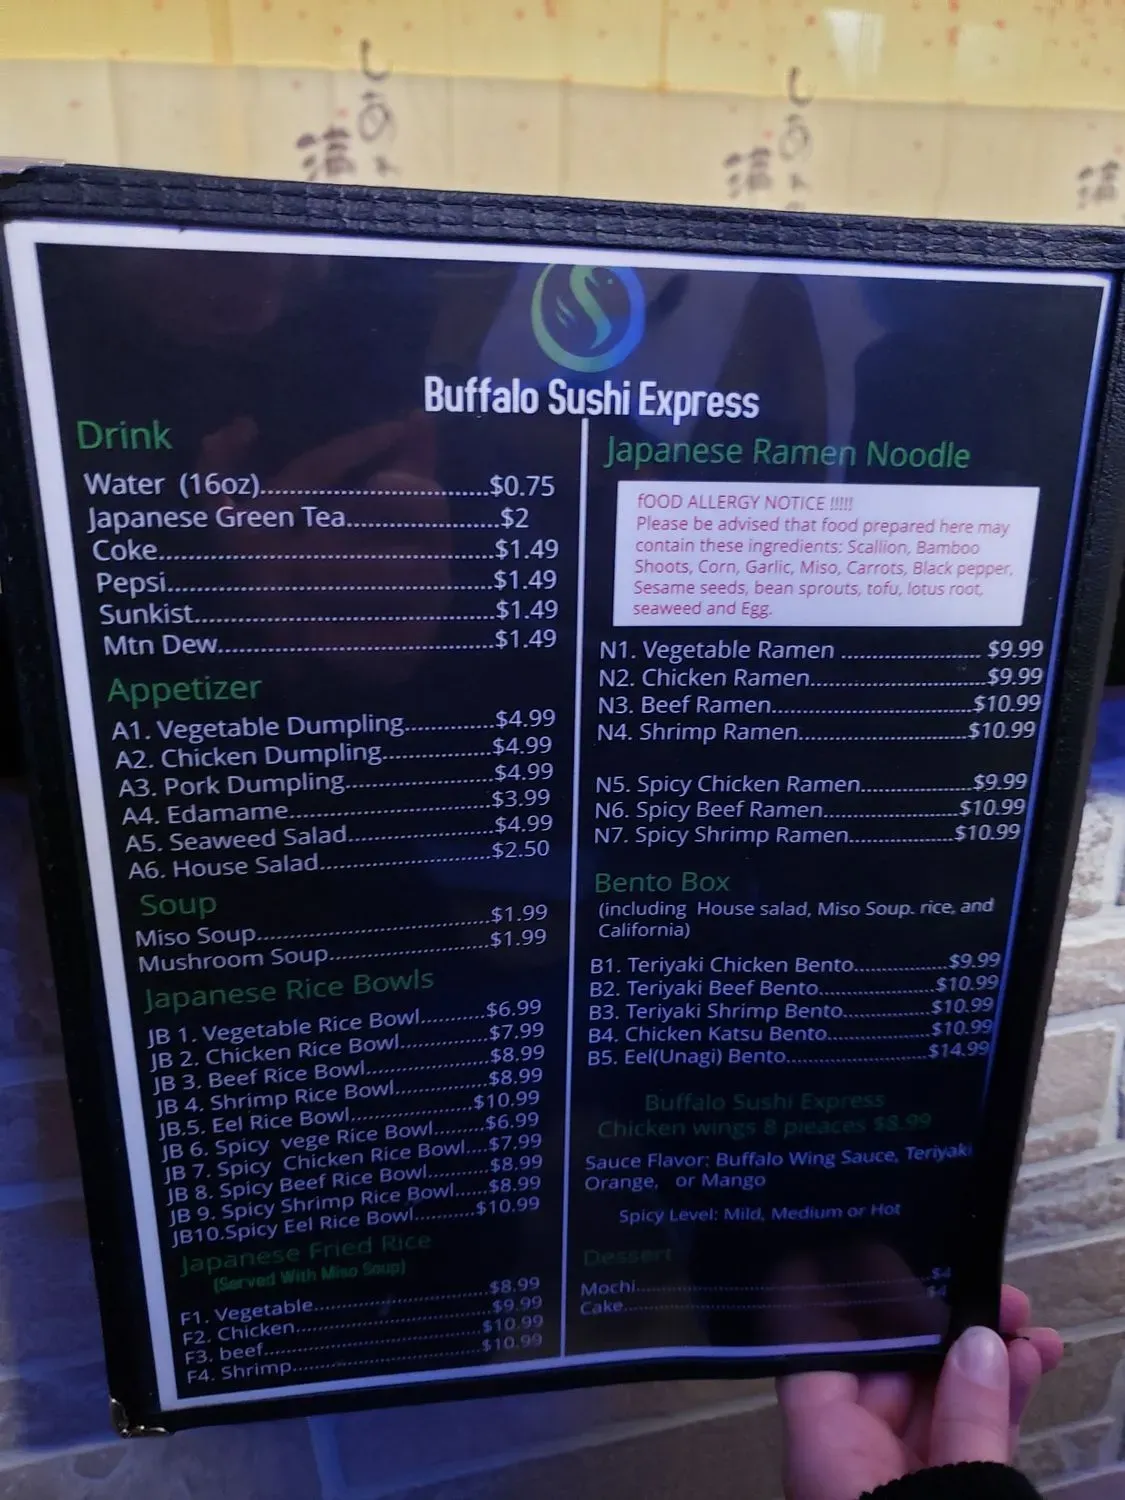 Buffalo Sushi Express
Drink
Water (16oz)..............................$0.75
Japanese Green Tea....................$2
Coke............................................$1.49
Pepsi...........................................$1.49
Sunkist........................................$1.49
Mtn Dew.....................................$1.49
Appetizer
A1. Vegetable Dumpling............$4.99
A2. Chicken Dumpling...............$4.99
A3. Pork Dumpling....................$4.99
A4. Edamame............................$3.99
A5. Seaweed Salad....................$4.99
A6. House Salad.......................$2.50
Soup
Miso Soup................................$1.99
Mushroom Soup......................$1.99
Japanese Rice Bowls
JB 1. Vegetable Rice Bowl..........$6.99
JB 2. Chicken Rice Bowl.............$7.99
JB 3. Beef Rice Bowl..................$8.99
JB 4. Shrimp Rice Bowl..............$8.99
JB.5. Eel Rice Bowl..................$10.99
JB 6. Spicy vege Rice Bowl........$6.99
JB 7. Spicy Chicken Rice Bowl....$7.99
JB 8. Spicy Beef Rice Bowl.........$8.99
JB 9. Spicy Shrimp Rice Bowl......$8.99
JB10.Spicy Eel Rice Bowl..........$10.99
Japanese Fried Rice
(Served With Miso Soup)
F1. Vegetable...........................$8.99
F2. Chicken..............................$9.99
F3. beef..................................$10.99
F4. Shrimp..............................$10.99
Japanese Ramen Noodle
fOOD ALLERGY NOTICE !!!!!
Please be advised that food prepared here may
contain these ingredients: Scallion, Bamboo
Shoots, Corn, Garlic, Miso, Carrots, Black pepper,
Sesame seeds, bean sprouts, tofu, lotus root,
seaweed and Egg.
N1. Vegetable Ramen .................... $9.99
N2. Chicken Ramen.........................$9.99
N3. Beef Ramen............................$10.99
N4. Shrimp Ramen........................$10.99
N5. Spicy Chicken Ramen................$9.99
N6. Spicy Beef Ramen...................$10.99
N7. Spicy Shrimp Ramen...............$10.99
Bento Box
(including House salad, Miso Soup. rice, and
California)
B1. Teriyaki Chicken Bento..............$9.99
B2. Teriyaki Beef Bento.................$10.99
B3. Teriyaki Shrimp Bento.............$10.99
B4. Chicken Katsu Bento...............$10.99
B5. Eel(Unagi) Bento.....................$14.99
Buffalo Sushi Express
Chicken wings 8 pieaces $8.99
Sauce Flavor: Buffalo Wing Sauce, Teriyaki
Orange, or Mango
Spicy Level: Mild, Medium or Hot
Dessert
Mochi..............................................$4
Cake................................................$4